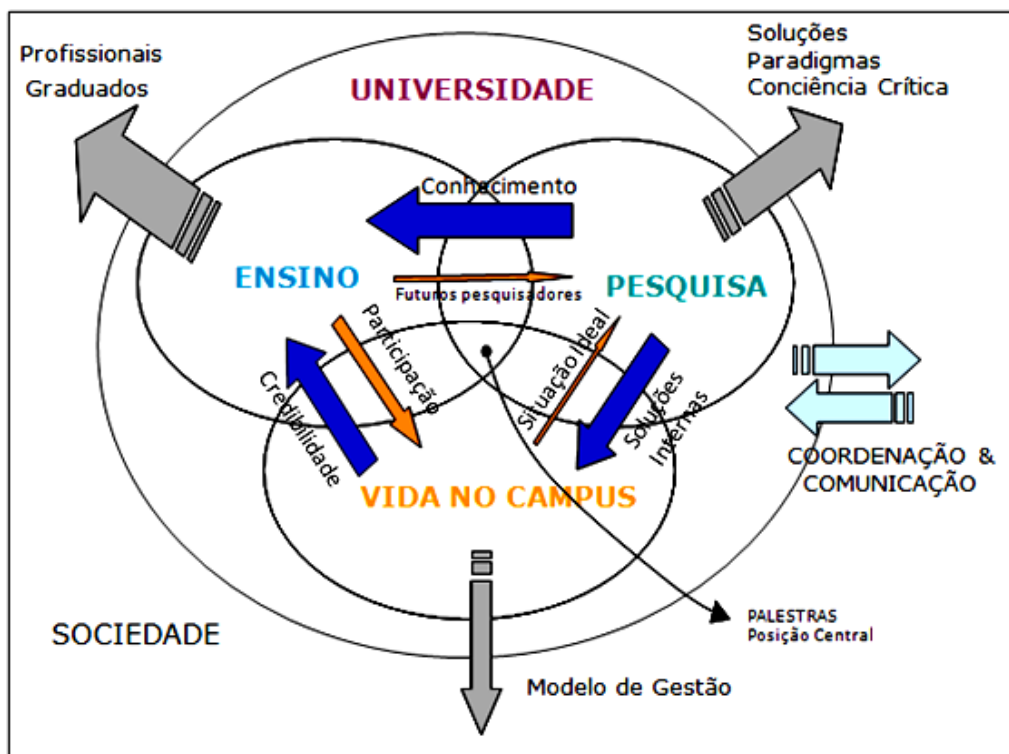 Profissionais
Graduados
Soluções
Paradigmas
Conciência Crítica
UNIVERSIDADE
Conhecimento
ENSINO
PESQUISA
Futuros pesquisadores
Participação
Credibilidade
Situação Ideal
Soluções
Internas
VIDA NO CAMPUS
COORDENAÇÃO &
COMUNICAÇÃO
SOCIEDADE
PALESTRAS
Posição Central
Modelo de Gestão